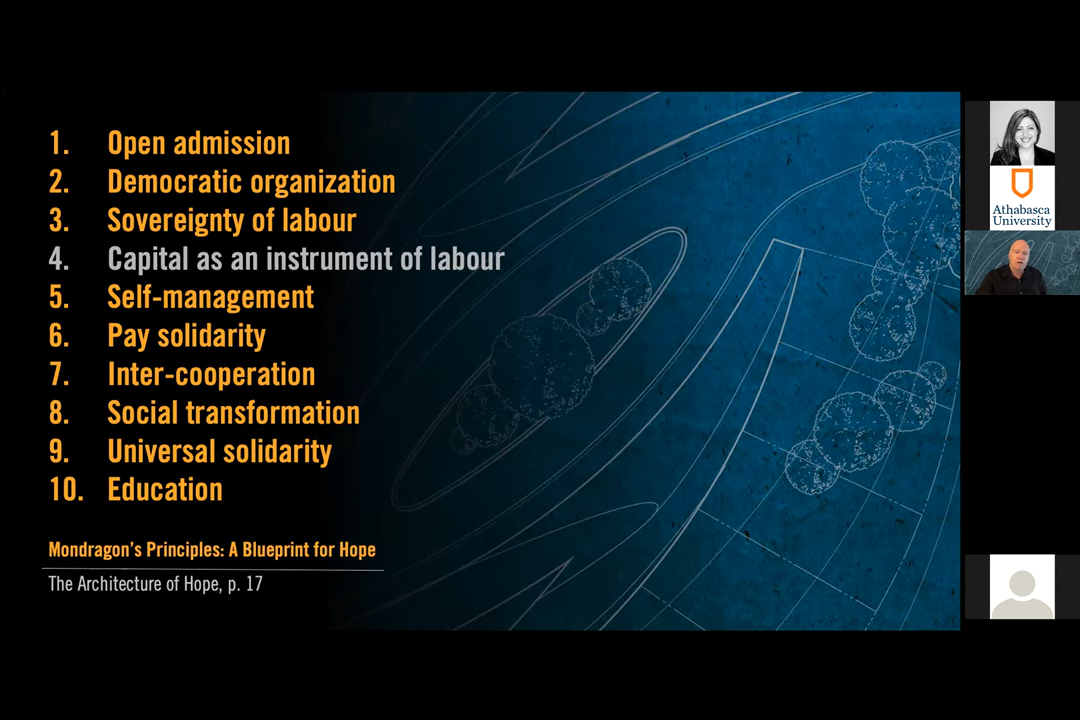 1. Open admission
2. Democratic organization
3. Sovereignty of labour
4. Capital as an instrument of labour
5. Self-management
6. Pay solidarity
7. Inter-cooperation
8. Social transformation
9. Universal solidarity
10. Education
Mondragon’s Principles: A Blueprint for Hope
The Architecture of Hope, p. 17
Athabasca
University